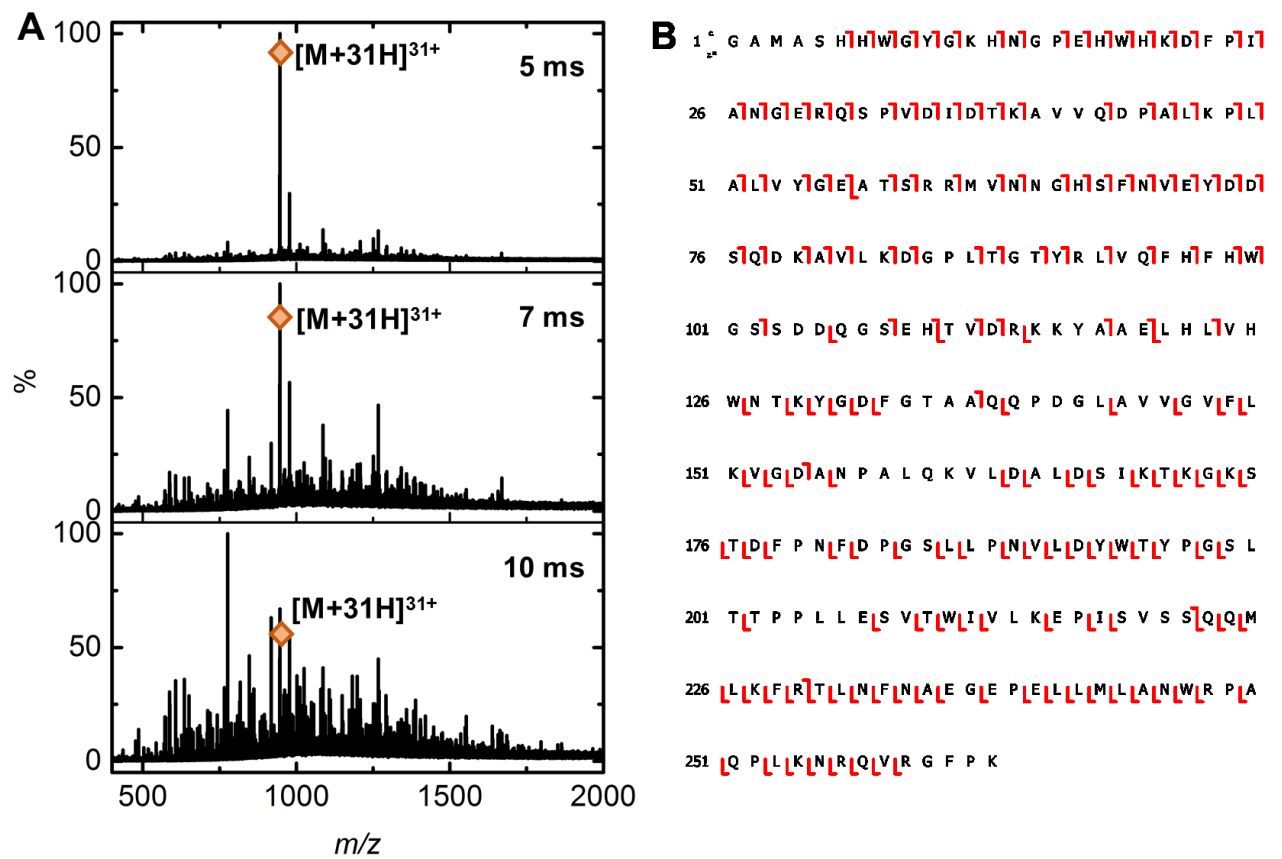 A
100
[M+31H]31+
5 ms
50
0
100
[M+31H]31+
7 ms
50
0
100
10 ms
[M+31H]31+
50
0
%
500 1000 1500 2000
m/z
B
1 G A M A S H H W G Y G K H N G P E H W H K D F P I
26 A N G E R Q S P V D I D T K A V V Q D P A L K P L
51 A L V Y G E A T S R R M V N N G H S F N V E Y D D
76 S Q D K A V L K D G P L T G T Y R L V Q F H F H W
101 G S S D D Q G S E H T V D R K K Y A A E L H L V H
126 W N T K Y G D F G T A A Q Q P D G L A V V G V F L
151 K V G D A N P A L Q K V L D A L D S I K T K G K S
176 T D F P N F D P G S L L P N V L D Y W T Y P G S L
201 T T P P L L E S V T W I V L K E P I S V S S Q Q M
226 L K F R T L N F N A E G E P E L L M L A N W R P A
251 Q P L K N R Q V R G F P K